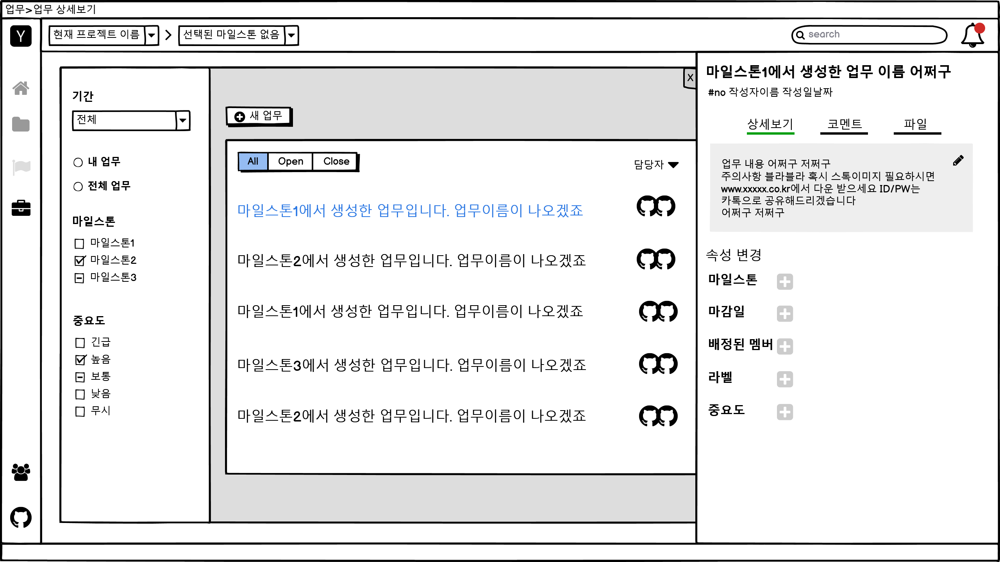 업무>업무 상세보기
Y
현재 프로젝트 이름
선택된 마일스톤 없음
search
기간
전체
내 업무
전체 업무
마일스톤
마일스톤1
마일스톤2
마일스톤3
중요도
긴급
높음
보통
낮음
무시
새 업무
X
All Open Close
담당자
마일스톤1에서 생성한 업무입니다. 업무이름이 나오겠죠
마일스톤2에서 생성한 업무입니다. 업무이름이 나오겠죠
마일스톤1에서 생성한 업무입니다. 업무이름이 나오겠죠
마일스톤3에서 생성한 업무입니다. 업무이름이 나오겠죠
마일스톤2에서 생성한 업무입니다. 업무이름이 나오겠죠
마일스톤1에서 생성한 업무 이름 어쩌구
#no 작성자이름 작성일날짜
상세보기 코멘트 파일
업무 내용 어쩌구 저쩌구
주의사항 블라블라 혹시 스톡이미지 필요하시면
www.xxxxx.co.kr에서 다운 받으세요 ID/PW는
카톡으로 공유해드리겠습니다
어쩌구 저쩌구
속성 변경
마일스톤
마감일
배정된 멤버
라벨
중요도